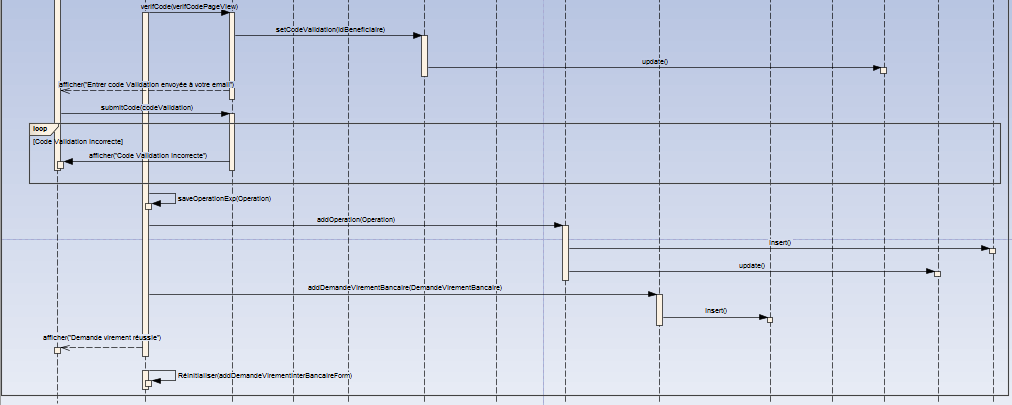 verifCode(verifCodePageView)
setCodeValidation(idBeneficiaire)
update()
afficher("Entrer code Validation envoyée à votre email")
submitCode(codeValidation)
loop
[Code Validation Incorrecte]
afficher("Code Validation Incorrecte")
saveOperationExp(Operation)
addOperation(Operation)
insert()
update()
addDemandeVirementBancaire(DemandeVirementBancaire)
insert()
afficher("Demande virement réussie")
Réinitialiser(addDemandeVirementInterBancaireForm)